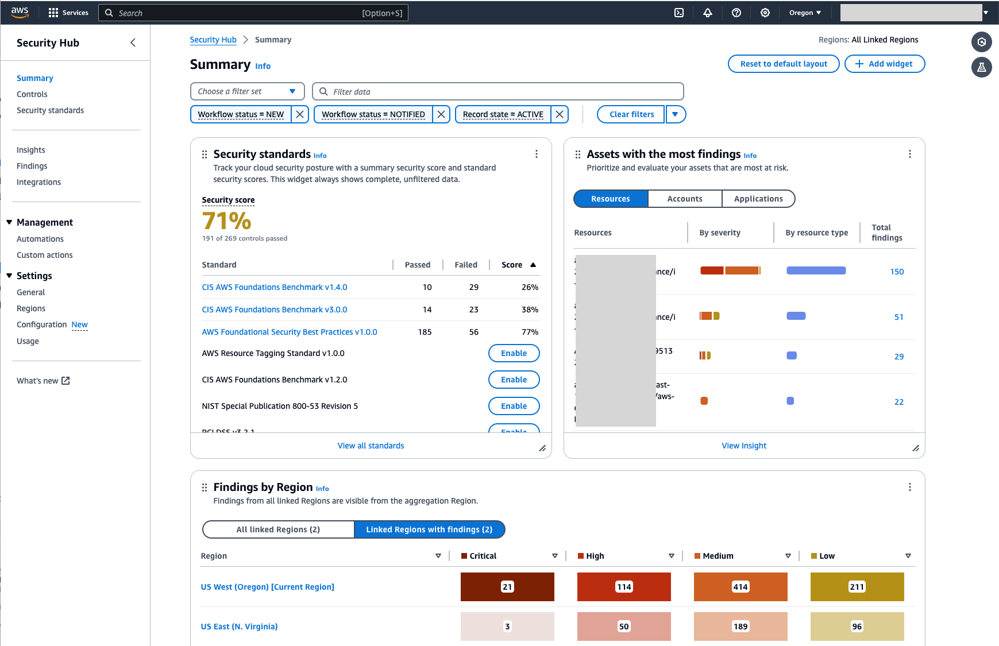 aws
Services
Search [Option+S]
Oregon
Security Hub
Summary
Controls
Security standards
Insights
Findings
Integrations
Management
Automations
Custom actions
Settings
General
Regions
Configuration New
Usage
What's new
Security Hub Summary
Regions: All Linked Regions
Summary Info
Reset to default layout
Add widget
Choose a filter set
Filter data
Workflow status = NEW
Workflow status = NOTIFIED
Record state = ACTIVE
Clear filters
Security standards Info
Track your cloud security posture with a summary security score and standard
security scores. This widget always shows complete, unfiltered data.
Security score
71%
191 of 269 controls passed
Standard Passed Failed Score
CIS AWS Foundations Benchmark v1.4.0 10 29 26%
CIS AWS Foundations Benchmark v3.0.0 14 23 38%
AWS Foundational Security Best Practices v1.0.0 185 56 77%
AWS Resource Tagging Standard v1.0.0 Enable
CIS AWS Foundations Benchmark v1.2.0 Enable
NIST Special Publication 800-53 Revision 5 Enable
PCI DSS v3.2.1 Enable
View all standards
Assets with the most findings Info
Prioritize and evaluate your assets that are most at risk.
Resources Accounts Applications
Resources By severity By resource type Total
findings
nce/i 150
nce/i 51
9513 29
ast-
/aws- 22
View Insight
Findings by Region Info
Findings from all linked Regions are visible from the aggregation Region.
All linked Regions (2) Linked Regions with findings (2)
Region Critical High Medium Low
US West (Oregon) [Current Region] 21 114 414 211
US East (N. Virginia) 3 50 189 96